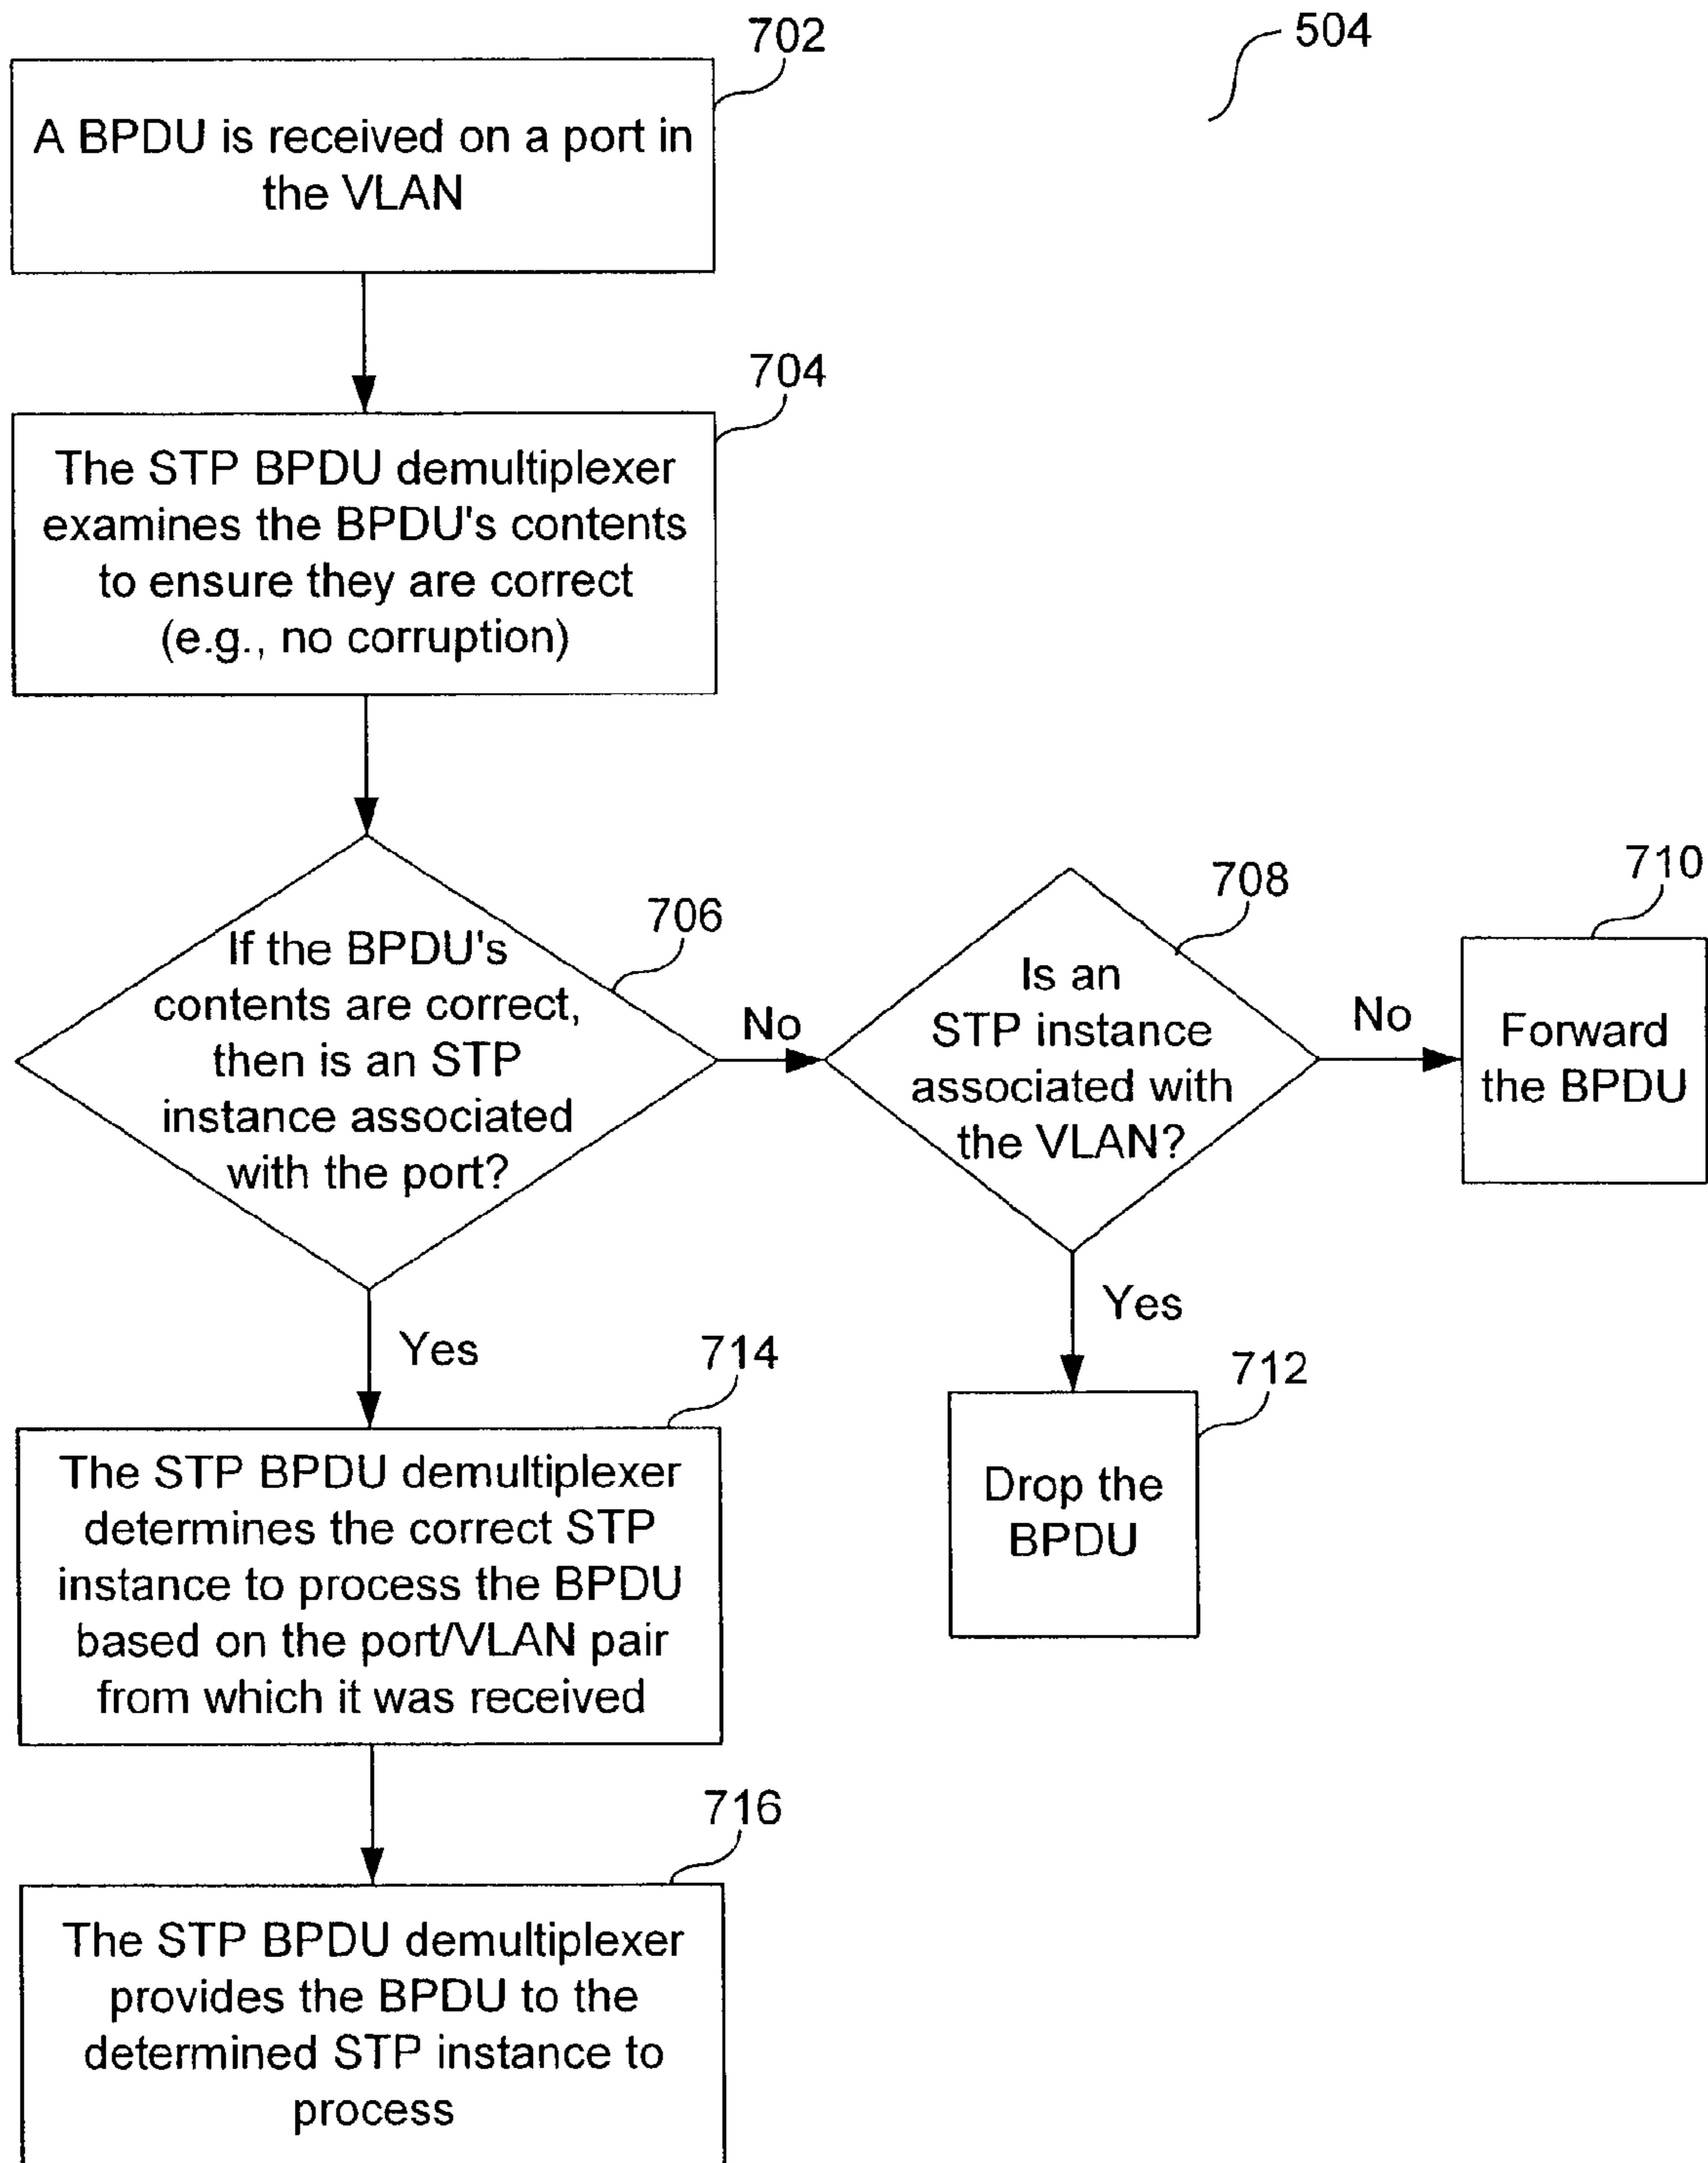 702
504
A BPDU is received on a port in
the VLAN
704
The STP BPDU demultiplexer
examines the BPDU's contents
to ensure they are correct
(e.g., no corruption)
706
If the BPDU's
contents are correct,
then is an STP
instance associated
with the port?
No
708
Is an
STP instance
associated with
the VLAN?
No
710
Forward
the BPDU
Yes
712
Drop the
BPDU
Yes
714
The STP BPDU demultiplexer
determines the correct STP
instance to process the BPDU
based on the port/VLAN pair
from which it was received
716
The STP BPDU demultiplexer
provides the BPDU to the
determined STP instance to
process